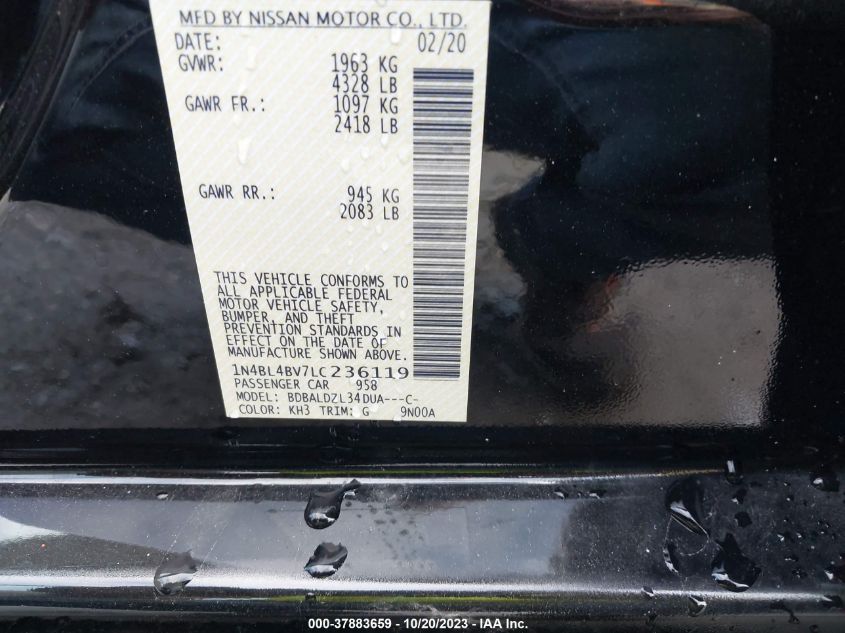 MFD BY NISSAN MOTOR CO., LTD.
DATE: 02/20
GVWR: 1963 KG
4328 LB
GAWR FR.: 1097 KG
2418 LB
GAWR RR.: 945 KG
2083 LB
THIS VEHICLE CONFORMS TO
ALL APPLICABLE FEDERAL
MOTOR VEHICLE SAFETY,
BUMPER, AND THEFT
PREVENTION STANDARDS IN
EFFECT ON THE DATE OF
MANUFACTURE SHOWN ABOVE.
1N4BL4BV7LC236119
PASSENGER CAR 958
MODEL: BDBALDZL34DUA---C-
COLOR: KH3 TRIM: G 9N00A
000-37883659 - 10/20/2023 - IAA Inc.